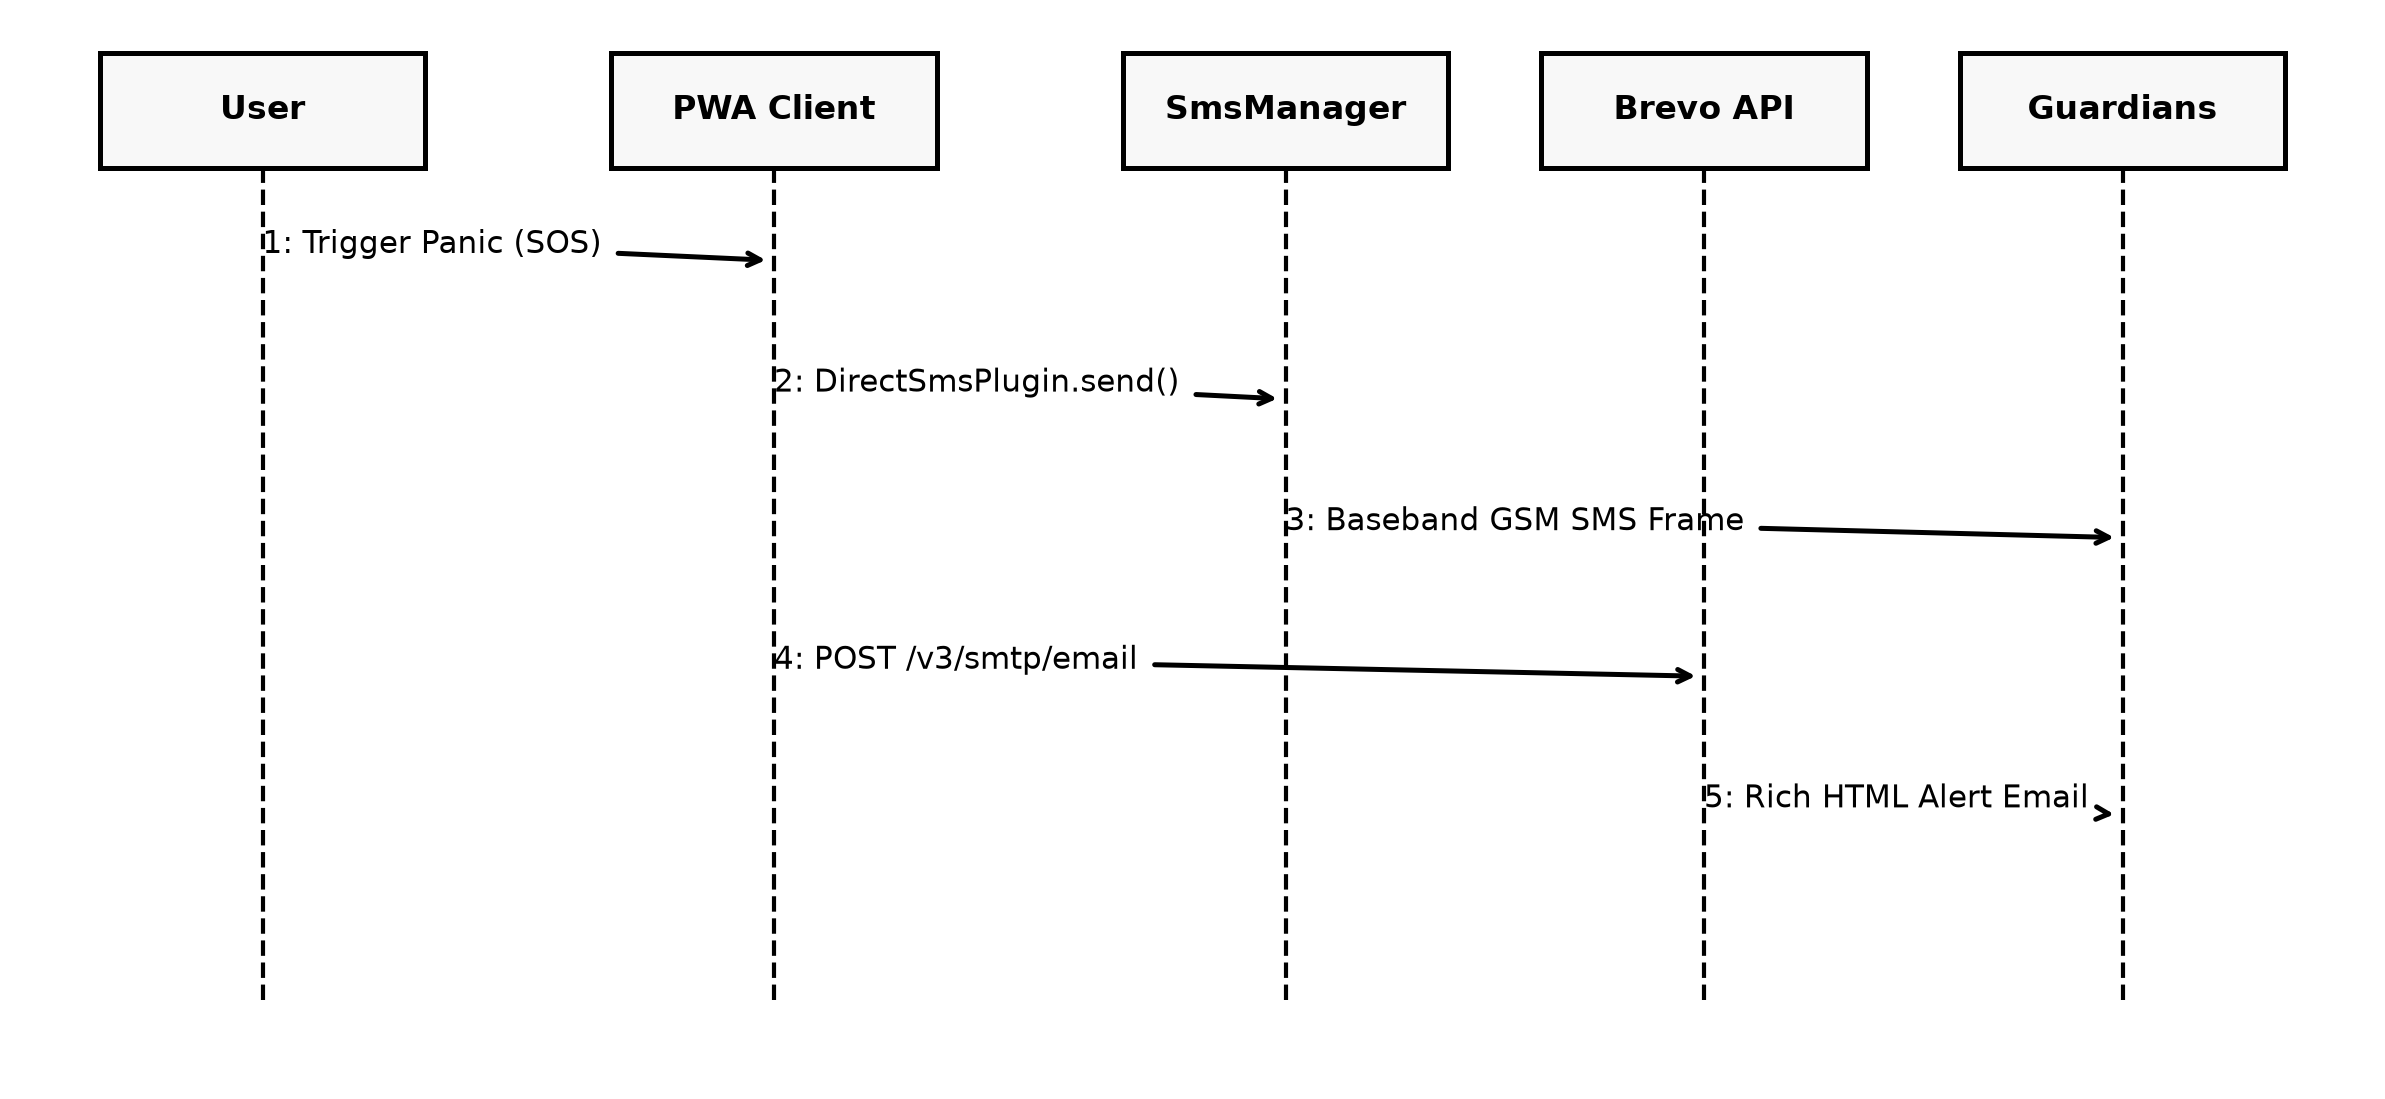 User
PWA Client
SmsManager
Brevo API
Guardians
1: Trigger Panic (SOS)
2: DirectSmsPlugin.send()
3: Baseband GSM SMS Frame
4: POST /v3/smtp/email
5: Rich HTML Alert Email